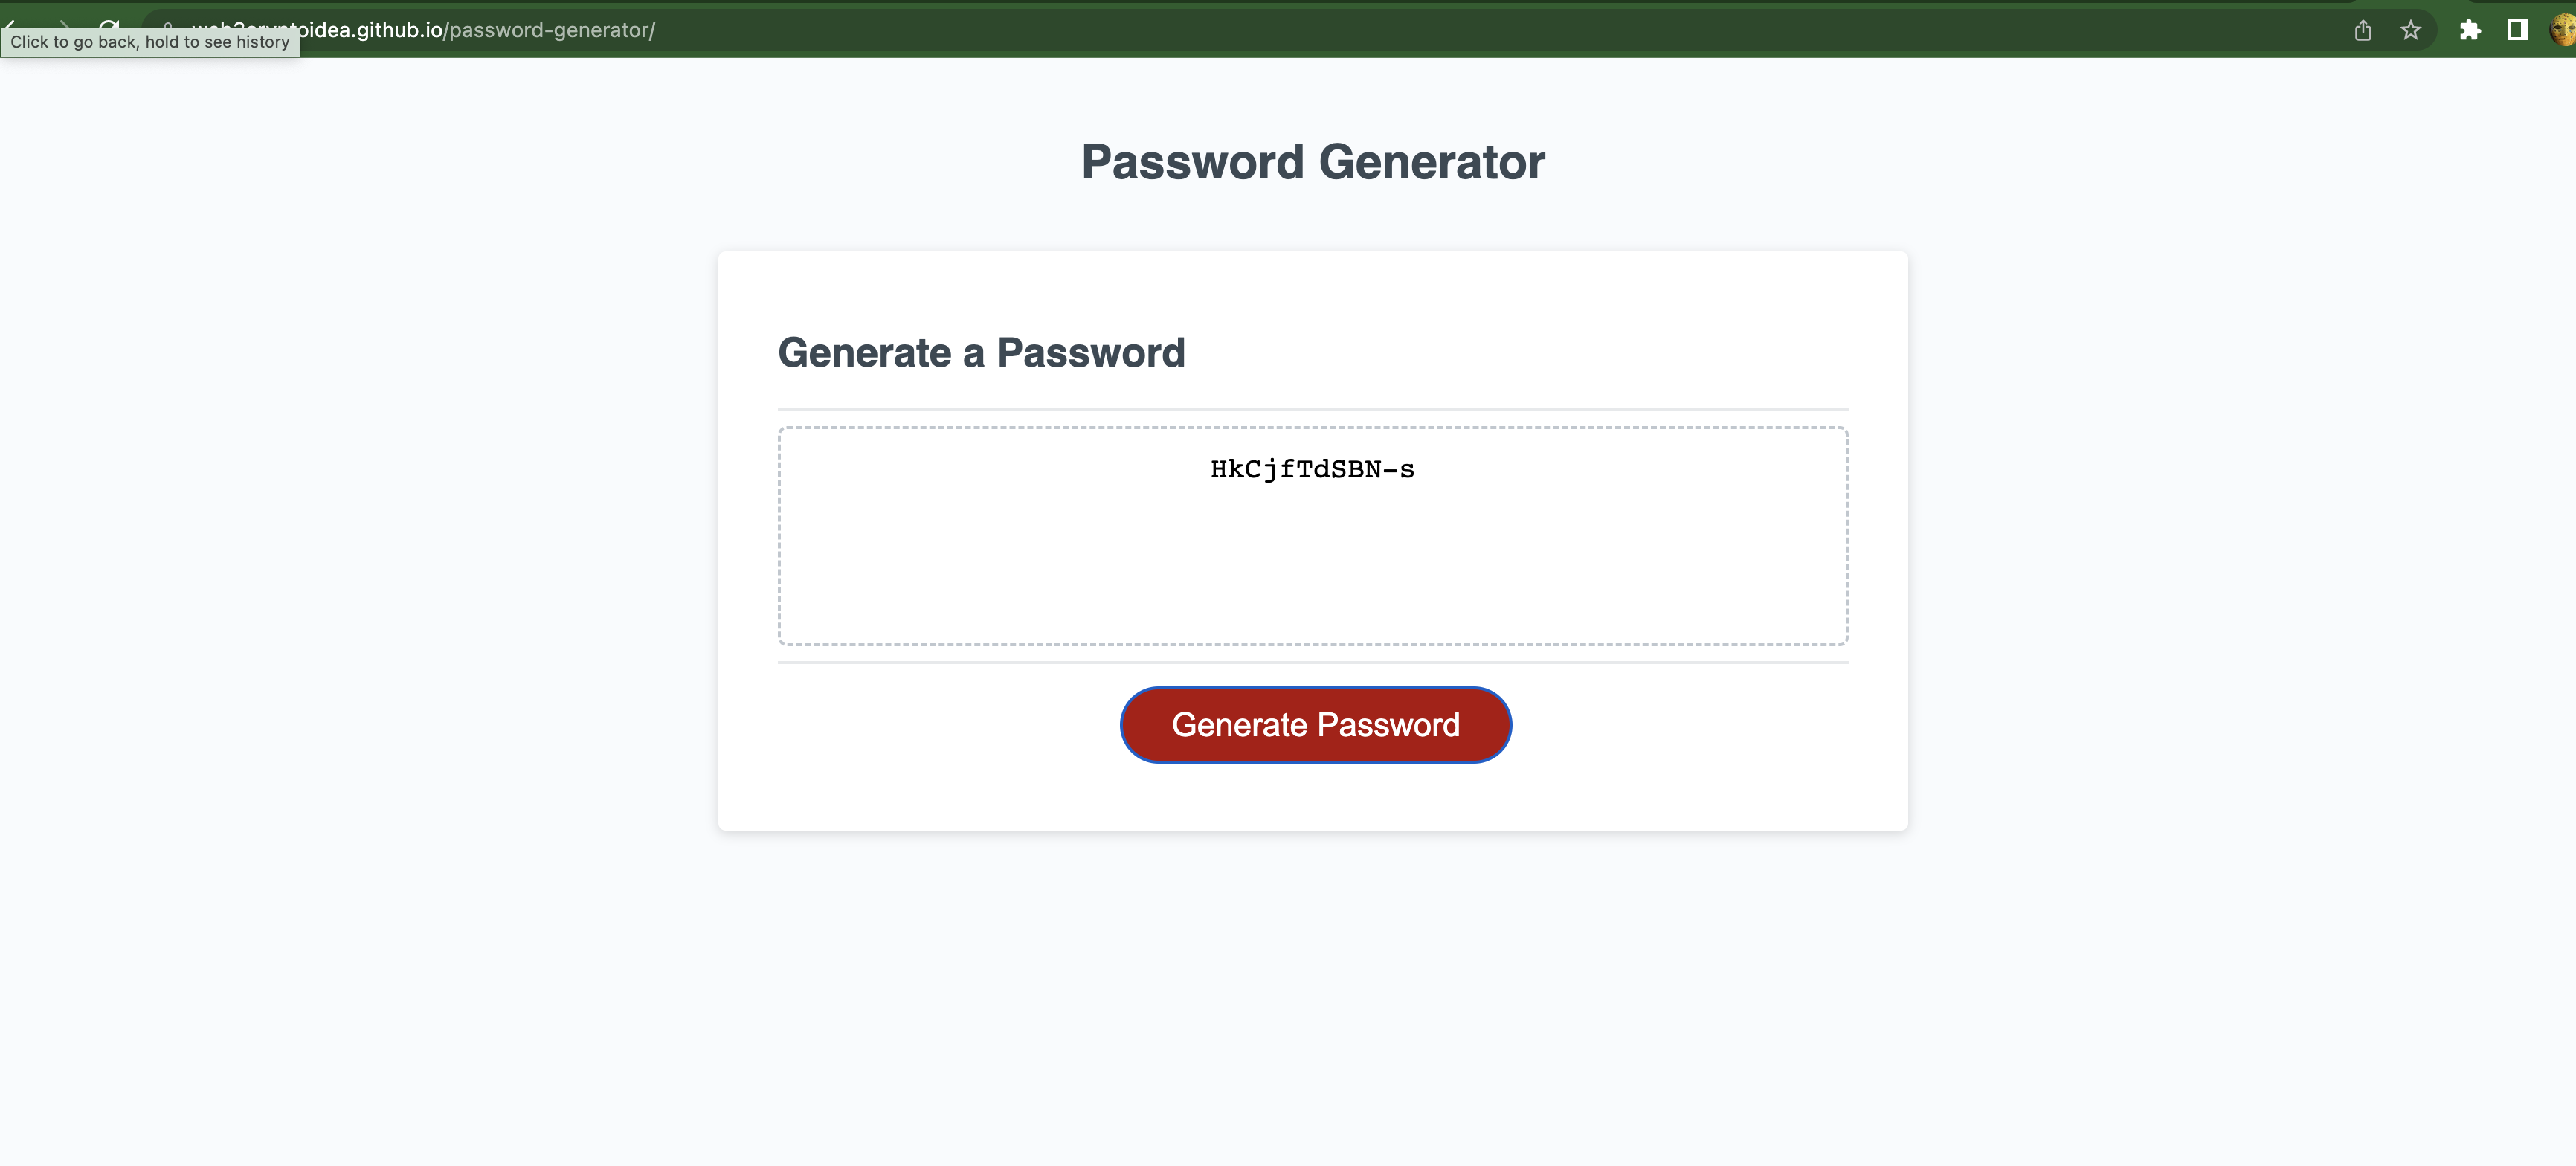 oidea.github.io/password-generator/
Click to go back, hold to see history
Password Generator
Generate a Password
HkCjfTdSBN-s
Generate Password